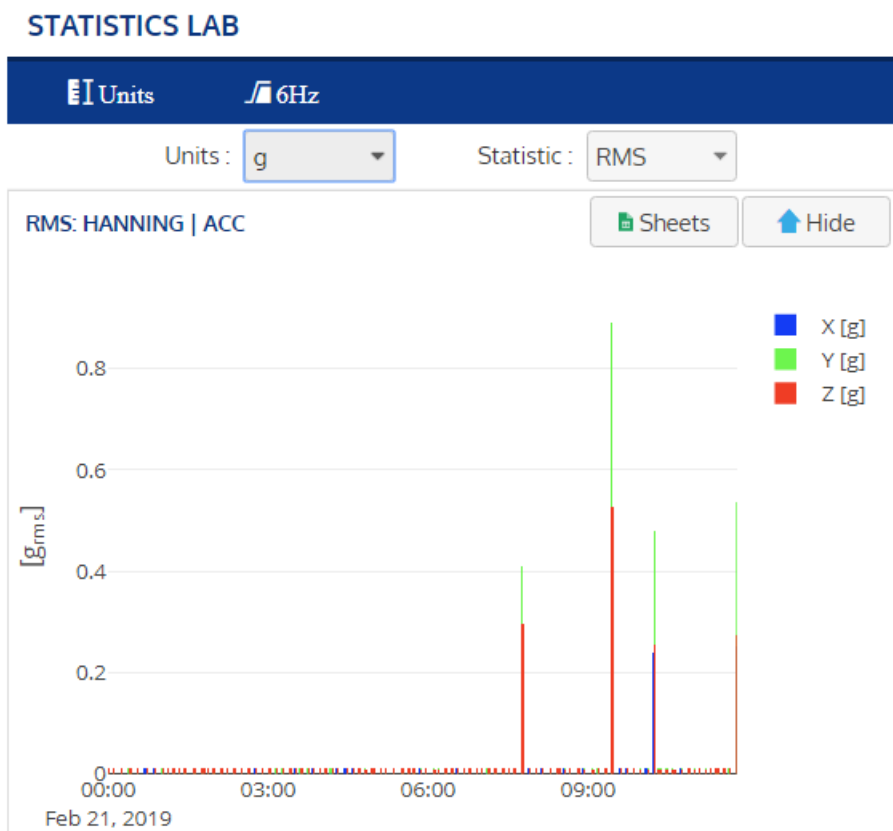 STATISTICS LAB
Units 6Hz
Units : g Statistic : RMS
RMS: HANNING | ACC Sheets Hide
X [g]
Y [g]
Z [g]
0.8
0.6
0.4
0.2
0
[grms]
00:00 03:00 06:00 09:00
Feb 21, 2019